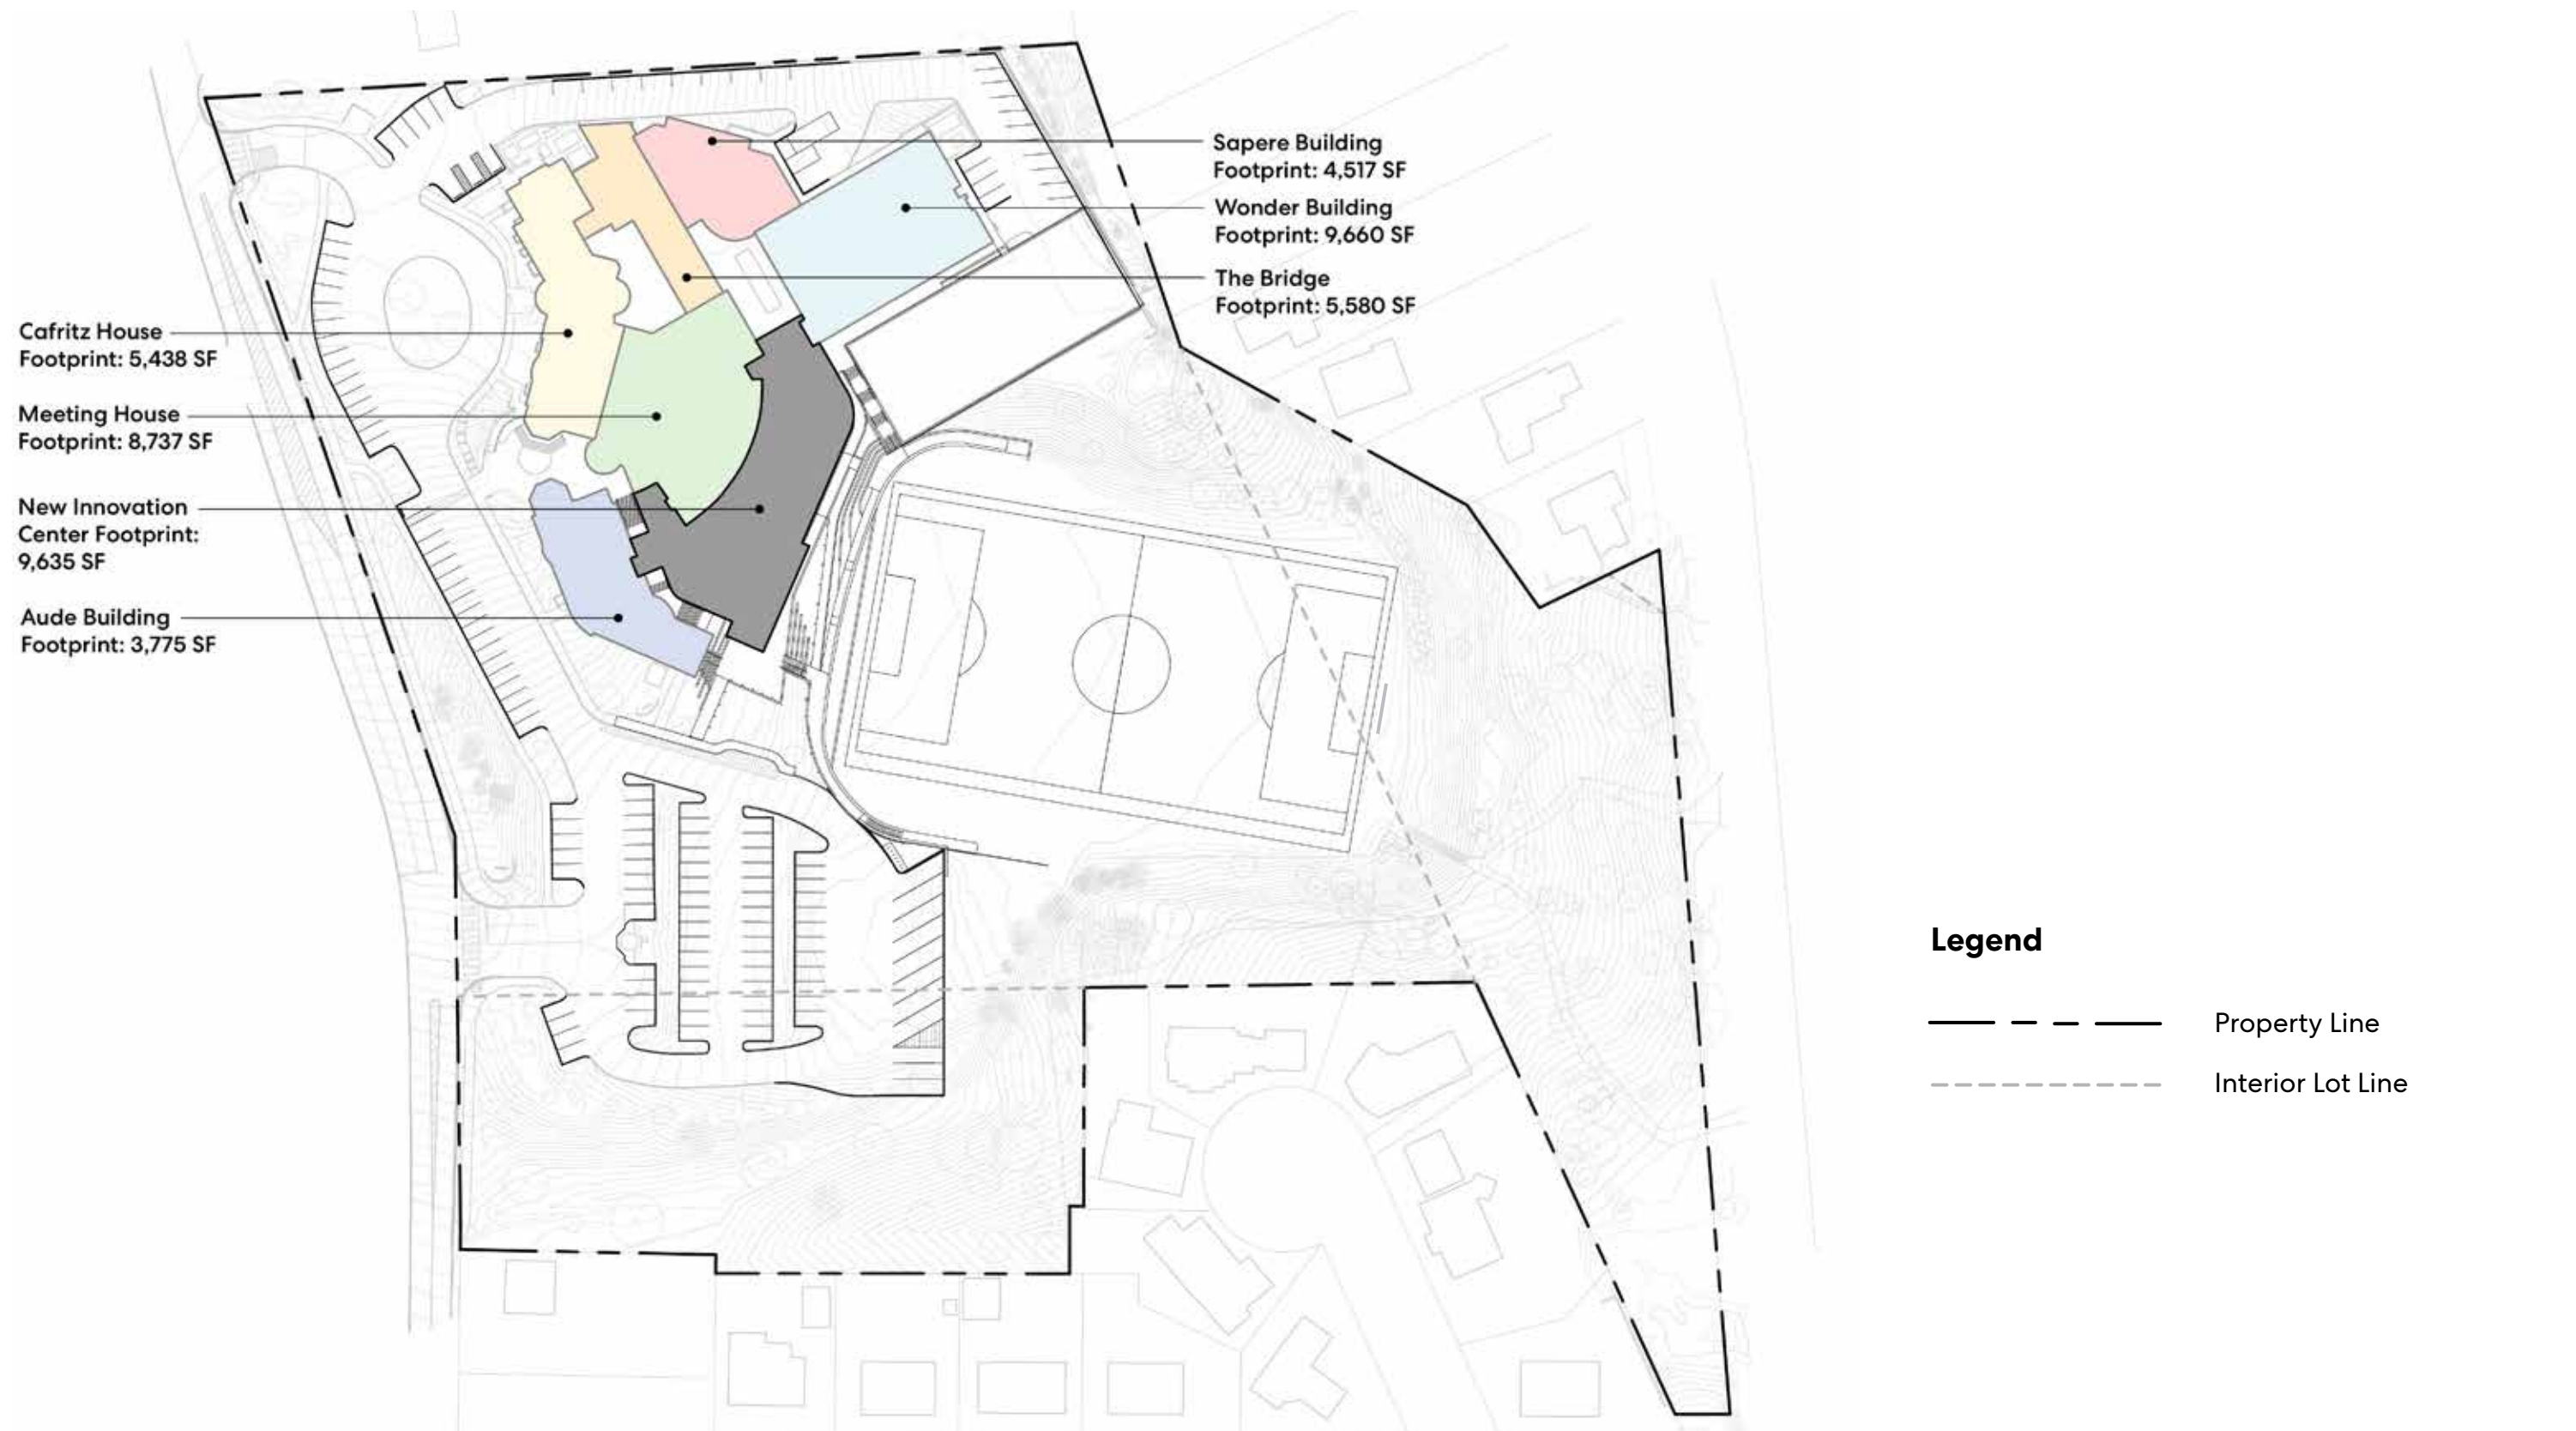 Sapere Building
Footprint: 4,517 SF
Wonder Building
Footprint: 9,660 SF
The Bridge
Footprint: 5,580 SF
Cafritz House
Footprint: 5,438 SF
Meeting House
Footprint: 8,737 SF
New Innovation
Center Footprint:
9,635 SF
Aude Building
Footprint: 3,775 SF
Legend
Property Line
Interior Lot Line